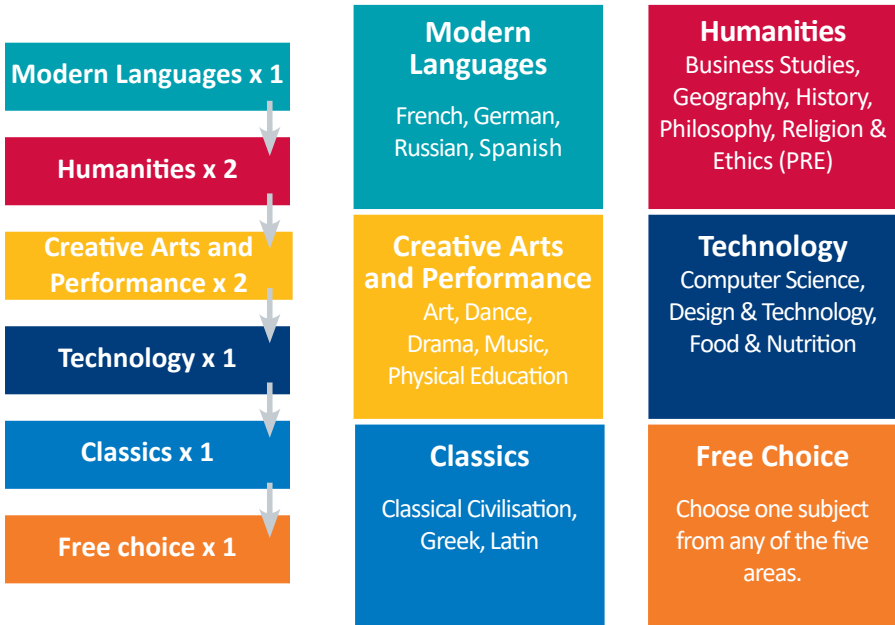 Modern Languages x 1
Humanities x 2
Creative Arts and
Performance x 2
Technology x 1
Classics x 1
Free choice x 1
Modern
Languages
French, German,
Russian, Spanish
Humanities
Business Studies,
Geography, History,
Philosophy, Religion &
Ethics (PRE)
Creative Arts
and Performance
Art, Dance,
Drama, Music,
Physical Education
Technology
Computer Science,
Design & Technology,
Food & Nutrition
Classics
Classical Civilisation,
Greek, Latin
Free Choice
Choose one subject
from any of the five
areas.